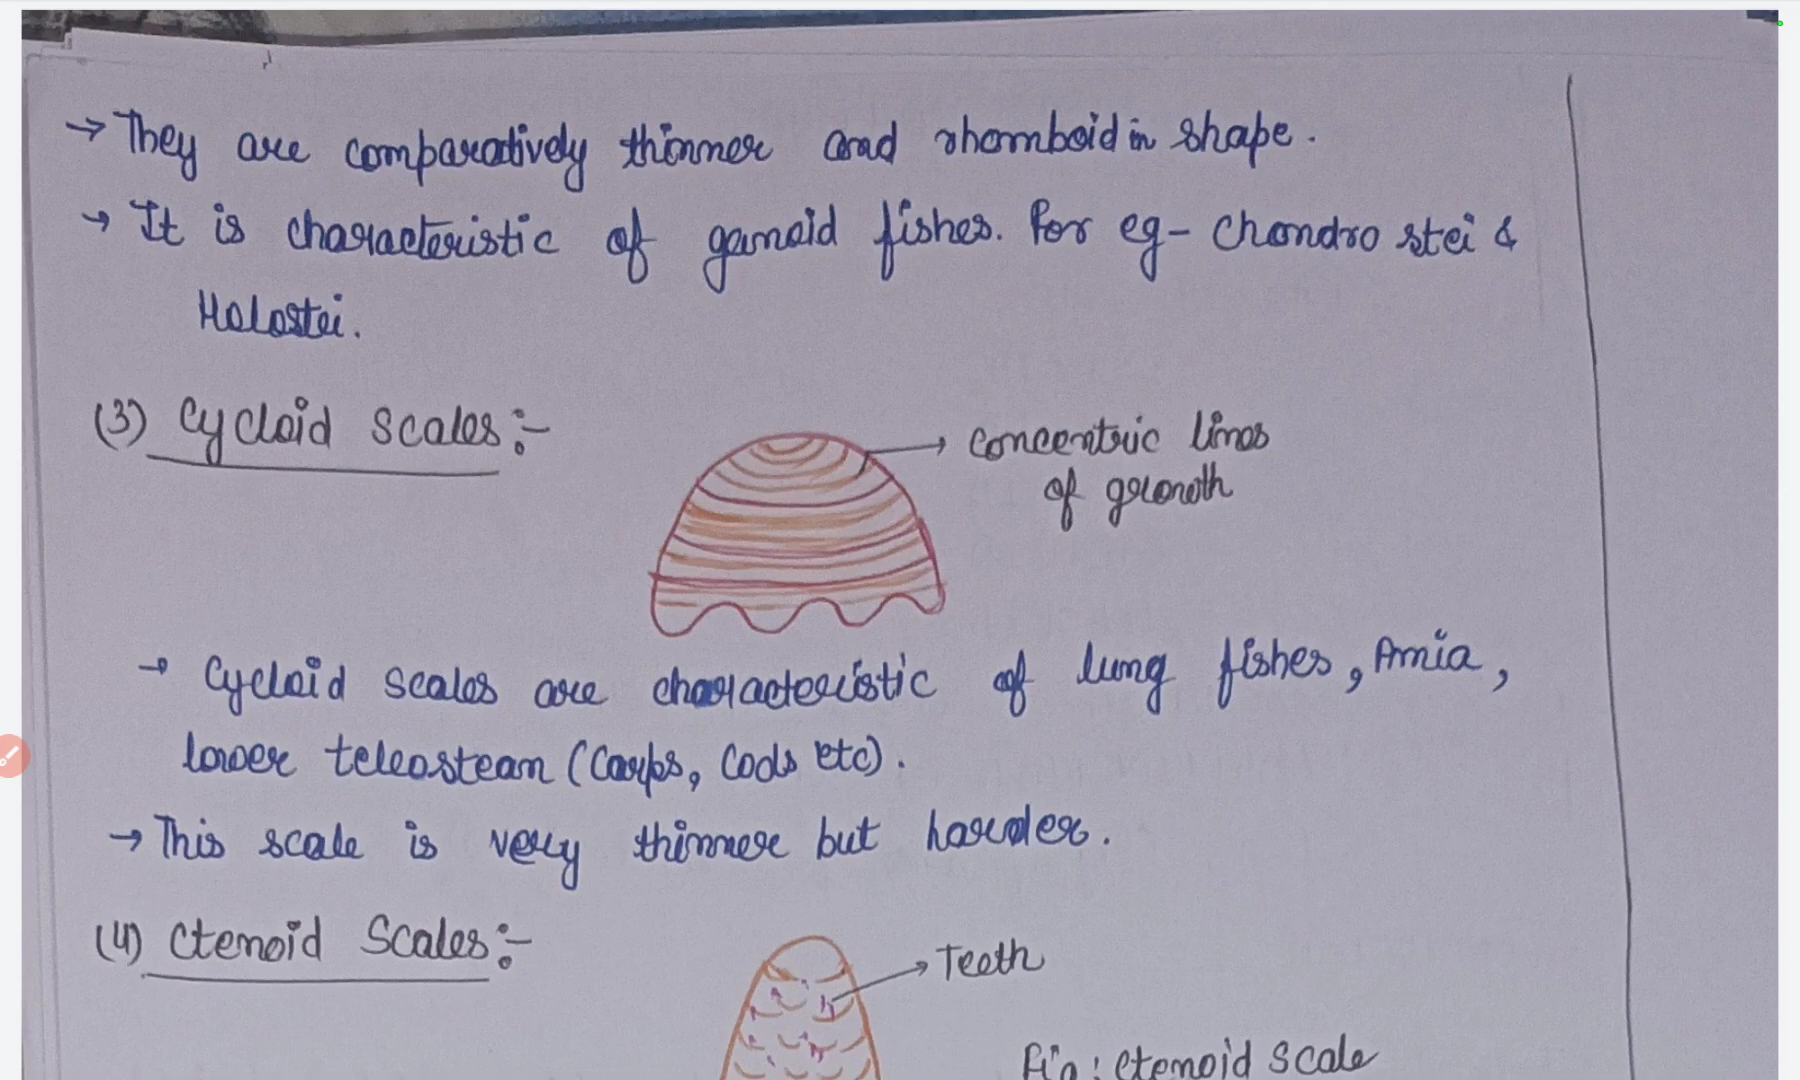 → They are comparatively thinner and rhomboid in shape.
→ It is characteristic of ganoid fishes. For eg- Chondro stei &
Holostei.
(3) Cycloid Scales:-
→ Concentric lines
of growth
→ Cycloid scales are characteristic of lung fishes, Amia,
lower teleostean (Carps, Cods etc).
→ This scale is very thinner but harder.
(4) Ctenoid Scales:-
→ Teeth
Fig: Ctenoid Scale